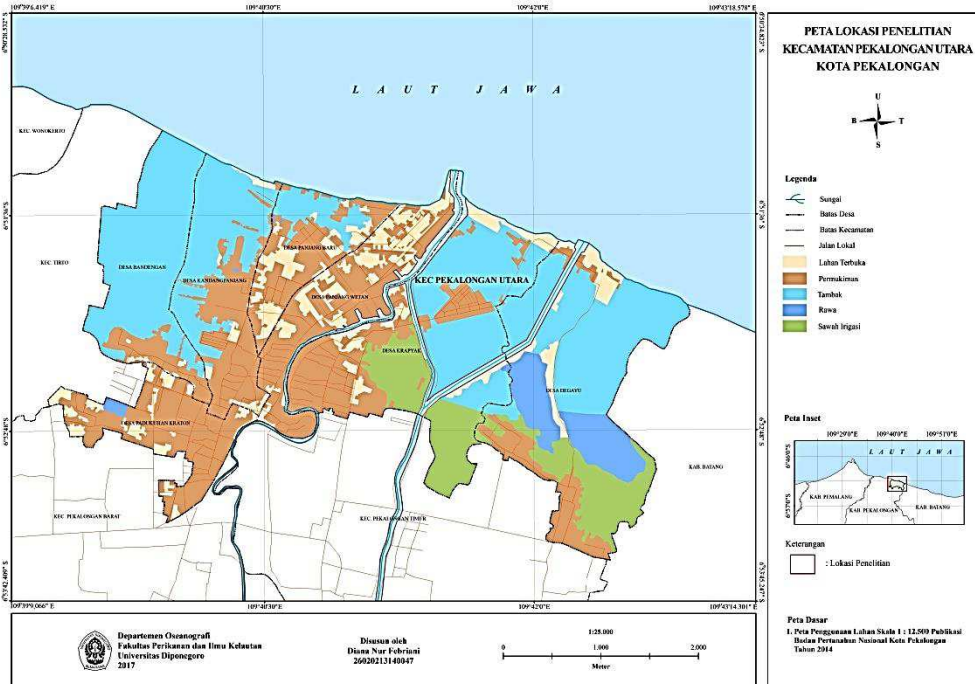 PETA LOKASI PENELITIAN
KECAMATAN PEKALONGAN UTARA
KOTA PEKALONGAN
U
B T
S
Legenda
Sungai
Batas Desa
Batas Kecamatan
Jalan Lokal
Lahan Terbuka
Permukiman
Tambak
Rawa
Sawah Irigasi
Peta Inset
109°29'0"E 109°40'0"E 109°51'0"E
LAUT JAWA
KAB PEMALANG
KAB PEKALONGAN
KAB BATANG
Keterangan
: Lokasi Penelitian
Peta Dasar
1. Peta Penggunaan Lahan Skala 1 : 12.500 Publikasi
Badan Pertanahan Nasional Kota Pekalongan
Tahun 2014
109°40'30"E 109°42'0"E
LAUT JAWA
KEC WONOKERTO
KEC TIRTO
DESA BANDENGAN
DESA KANDANGPANJANG
DESA PANJANG BARU
DESA PANJANG WETAN
KEC PEKALONGAN UTARA
DESA KRAPYAK
DESA DEGAYU
DESA PADUKUHAN KRATON
KAB BATANG
KEC. PEKALONGAN BARAT
KEC. PEKALONGAN TIMUR
109°40'30"E 109°42'0"E
Departemen Oseanografi
Fakultas Perikanan dan Ilmu Kelautan
Universitas Diponegoro
2017
Disusun oleh
Diana Nur Febriani
26020213140047
1:25.000
0 1.000 2.000
Meter